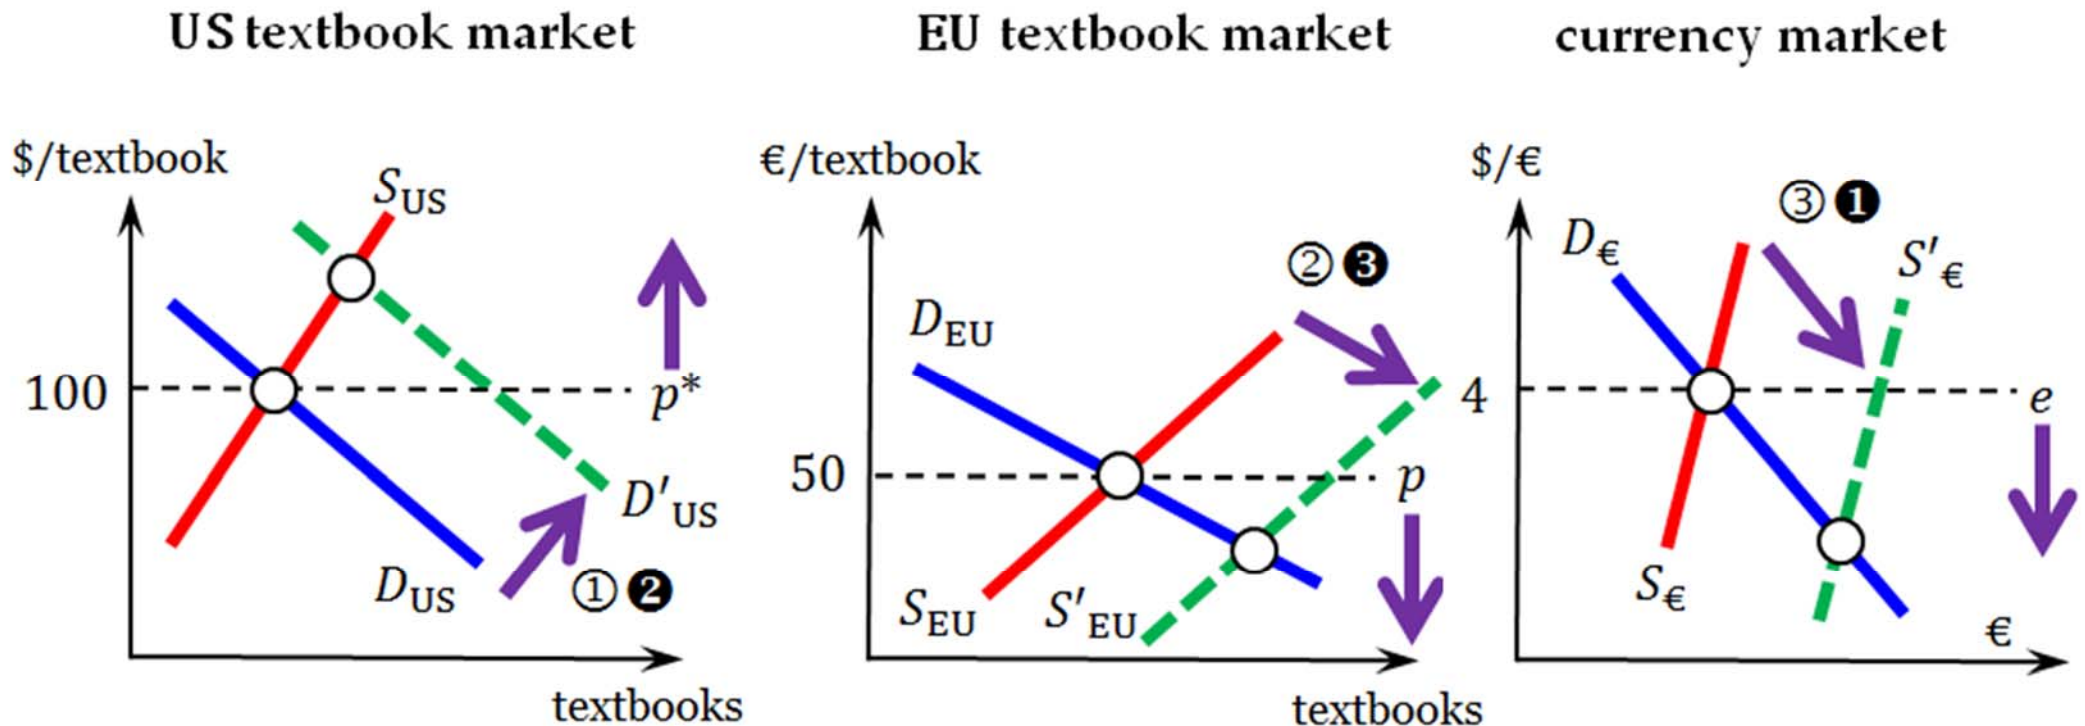 US textbook market
$/textbook
S_US
100
p*
D'_US
D_US
① ❷
textbooks
EU textbook market
€/textbook
② ❸
D_EU
50
p
S_EU
S'_EU
textbooks
currency market
$/€
③ ❶
D_€
S'_€
4
e
S_€
€